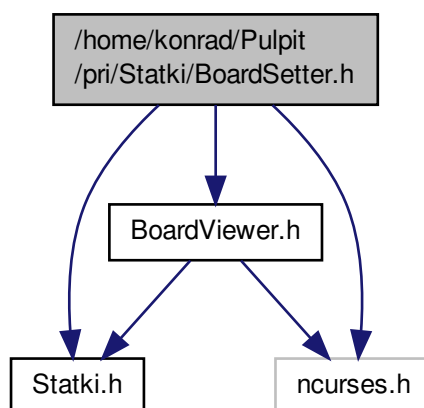 /home/konrad/Pulpit
/pri/Statki/BoardSetter.h
BoardViewer.h
Statki.h
ncurses.h